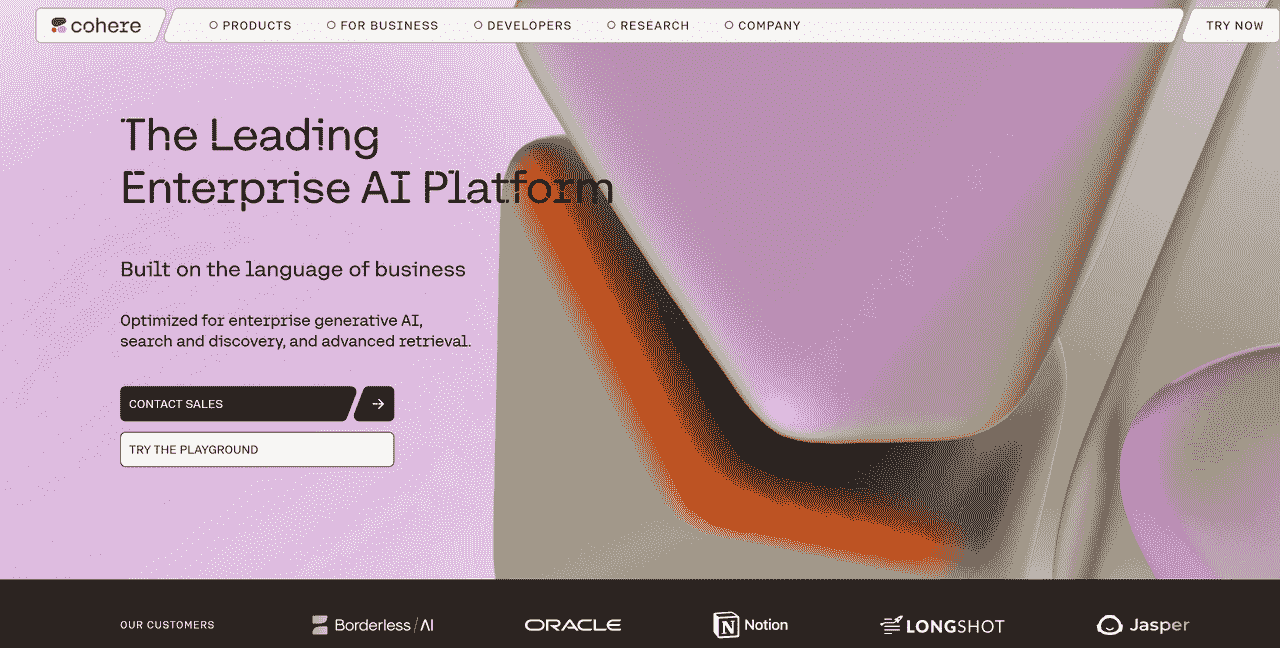 cohere
PRODUCTS FOR BUSINESS DEVELOPERS RESEARCH COMPANY
TRY NOW
The Leading
Enterprise AI Platform
Built on the language of business
Optimized for enterprise generative AI,
search and discovery, and advanced retrieval.
CONTACT SALES
TRY THE PLAYGROUND
OUR CUSTOMERS
Borderless/AI
ORACLE
Notion
LONGSHOT
Jasper